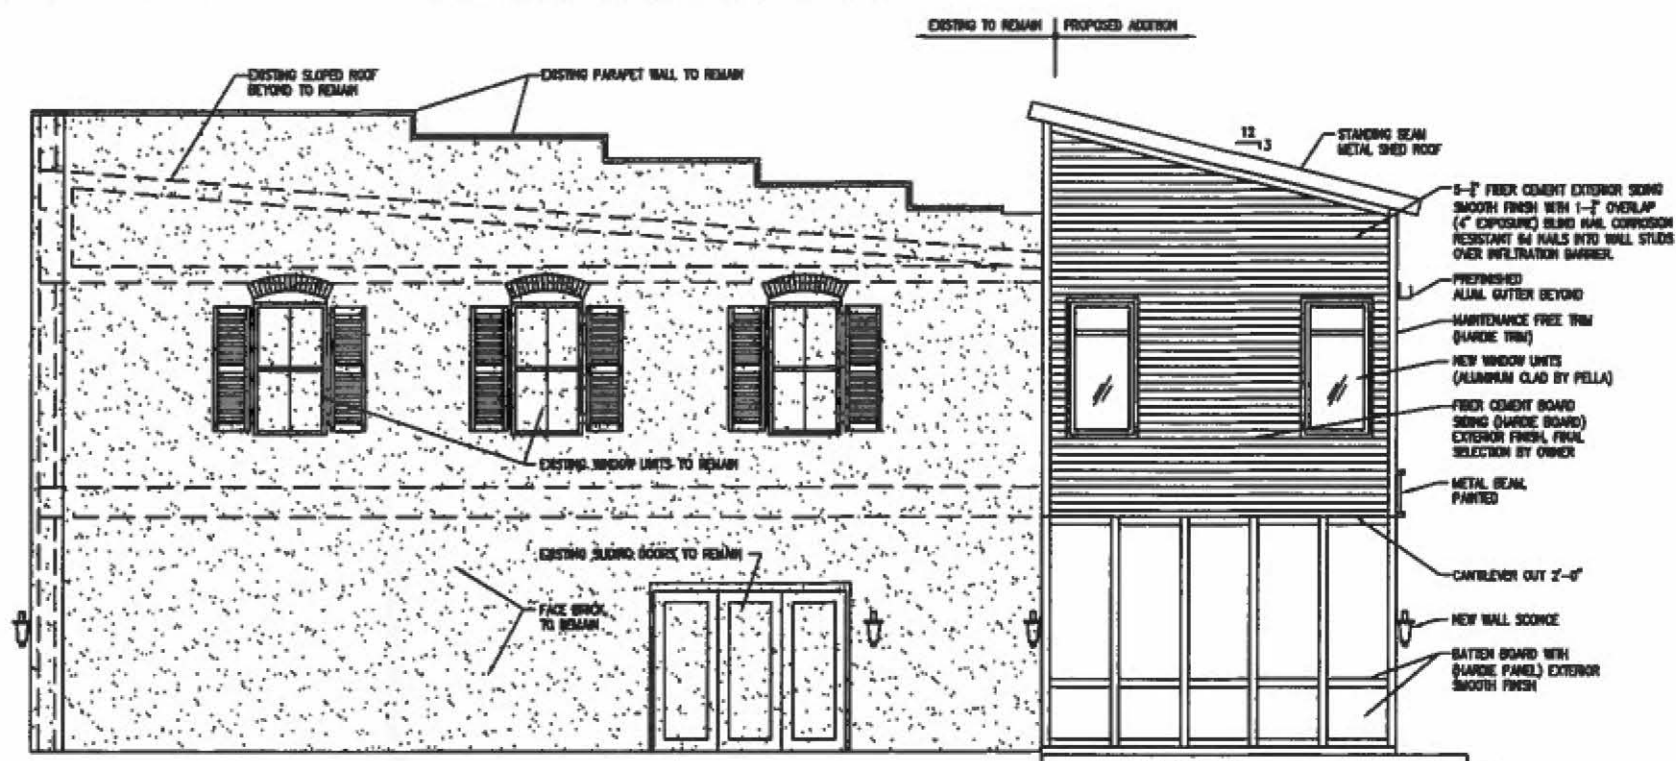 EXISTING TO REMAIN
PROPOSED ADDITION
EXISTING SLOPED ROOF
BEYOND TO REMAIN
EXISTING PARAPET WALL TO REMAIN
12
3
STANDING SEAM
METAL SHED ROOF
FIBER CEMENT EXTERIOR SIDING
SMOOTH FINISH WITH OVERLAP
(4" EXPOSURE) BLIND NAIL CORROSION
RESISTANT 6d NAILS INTO WALL STUDS
OVER INFILTRATION BARRIER.
PREFINISHED
ALUM. GUTTER BEYOND
MAINTENANCE FREE TRIM
(HARDIE TRIM)
NEW WINDOW UNITS
(ALUMINUM CLAD BY PELLA)
FIBER CEMENT BOARD
SIDING (HARDIE BOARD)
EXTERIOR FINISH, FINAL
SELECTION BY OWNER
EXISTING WINDOW UNITS TO REMAIN
METAL BEAM,
PAINTED
EXISTING SLIDING DOORS TO REMAIN
CANTILEVER OUT 2'-0"
FACE BRICK
TO REMAIN
NEW WALL SCONCE
BATTEN BOARD WITH
(HARDIE PANEL) EXTERIOR
SMOOTH FINISH